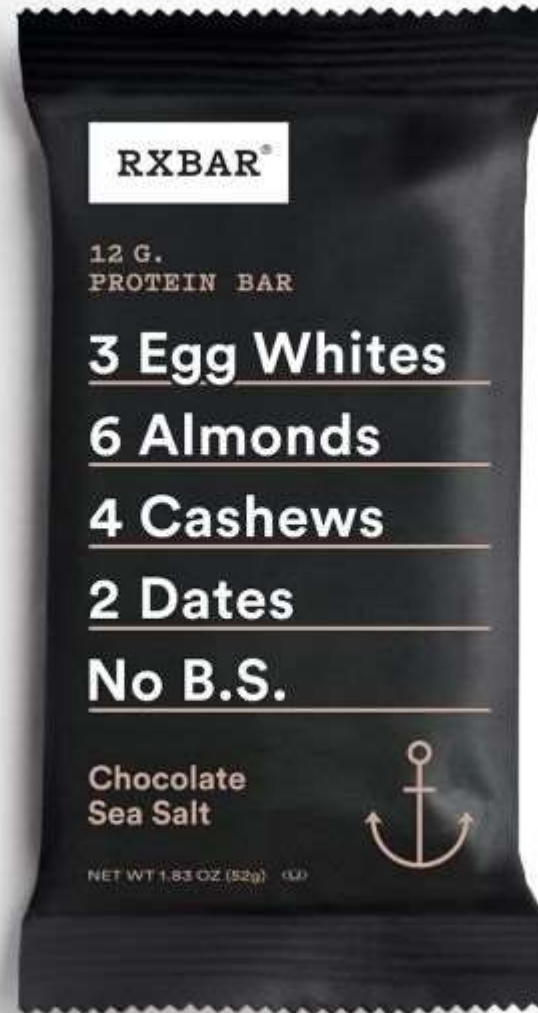 RXBAR®
12 G.
PROTEIN BAR
3 Egg Whites
6 Almonds
4 Cashews
2 Dates
No B.S.
Chocolate
Sea Salt
NET WT 1.83 OZ (52g)